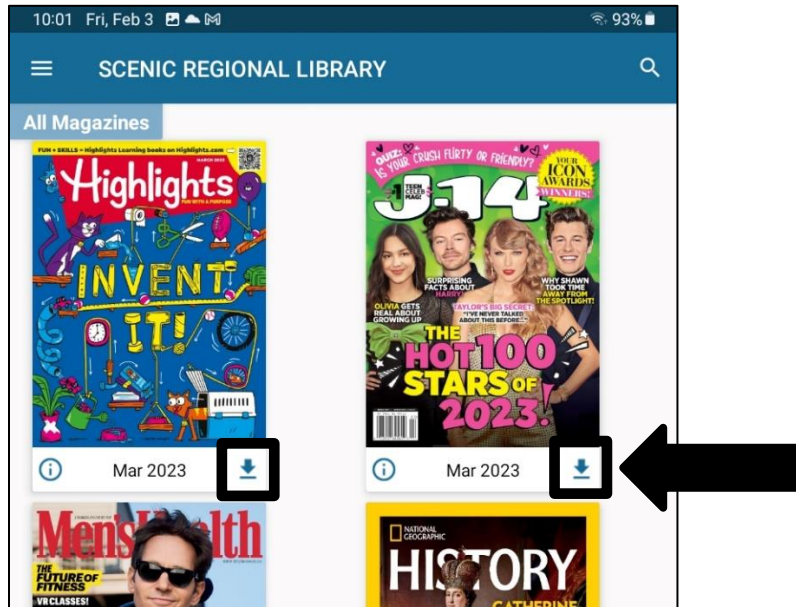 10:01 Fri, Feb 3
93%
SCENIC REGIONAL LIBRARY
All Magazines
FUN + SKILLS = Highlights Learning books on Highlights.com
MARCH 2023
Highlights
FUN WITH A PURPOSE
INVENT
IT!
Mar 2023
QUIZ: IS YOUR CRUSH FLIRTY OR FRIENDLY?
YOUR
ICON
AWARDS
WINNERS!
#1 TEEN
CELEB
MAG!
J-14
SURPRISING
FACTS ABOUT
HARRY
OLIVIA GETS
REAL ABOUT
GROWING UP
TAYLOR'S BIG SECRET:
"I'VE NEVER TALKED
ABOUT THIS BEFORE..."
WHY SHAWN
TOOK TIME
AWAY FROM
THE SPOTLIGHT!
THE
HOT 100
STARS OF
2023!
Mar 2023
Men's Health
THE
FUTURE OF
FITNESS
VR CLASSES!
NATIONAL
GEOGRAPHIC
HISTORY
CATHERINE